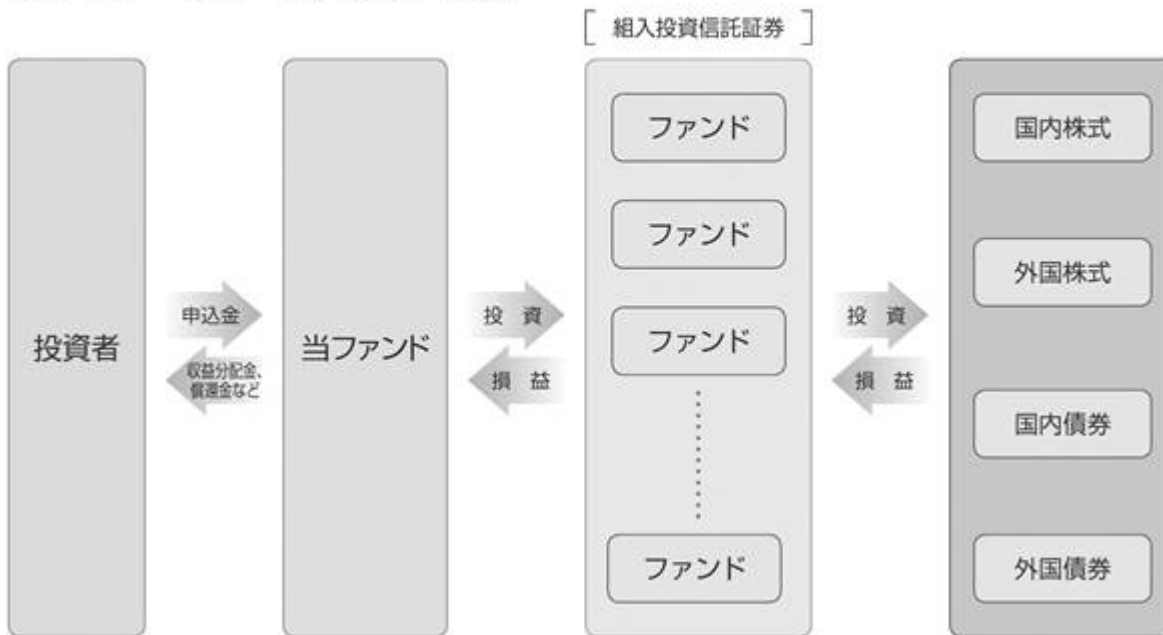 [ 組入投資信託証券 ]
投資者
申込金
収益分配金、
償還金など
当ファンド
投 資
損 益
ファンド
ファンド
ファンド
ファンド
投 資
損 益
国内株式
外国株式
国内債券
外国債券